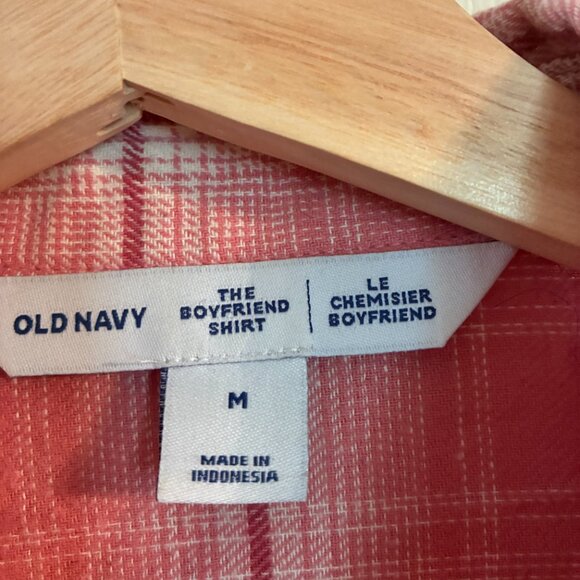 OLD NAVY
THE
BOYFRIEND
SHIRT
LE
CHEMISIER
BOYFRIEND
M
MADE IN
INDONESIA